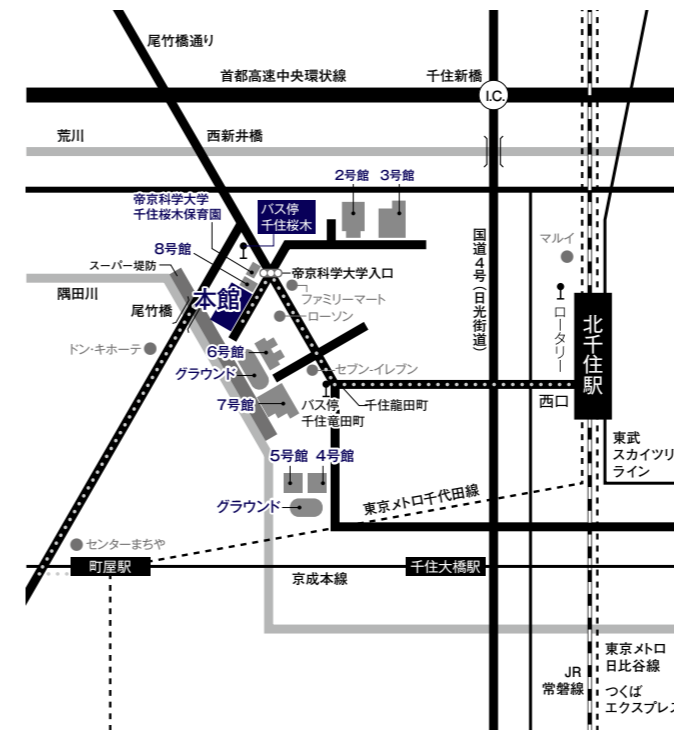 尾竹橋通り
首都高速中央環状線
千住新橋
I.C.
荒川
西新井橋
2号館
3号館
帝京科学大学
千住桜木保育園
バス停
千住桜木
8号館
国道4号(日光街道)
マルイ
スーパー堤防
帝京科学大学入口
隅田川
本館
ファミリーマート
尾竹橋
ローソン
ロータリー
北千住駅
ドン・キホーテ
6号館
グラウンド
セブン-イレブン
7号館
バス停
千住竜田町
千住龍田町
西口
東武
スカイツリー
ライン
5号館
4号館
グラウンド
東京メトロ千代田線
センターまちや
町屋駅
京成本線
千住大橋駅
東京メトロ
日比谷線
JR
常磐線
つくば
エクスプレス